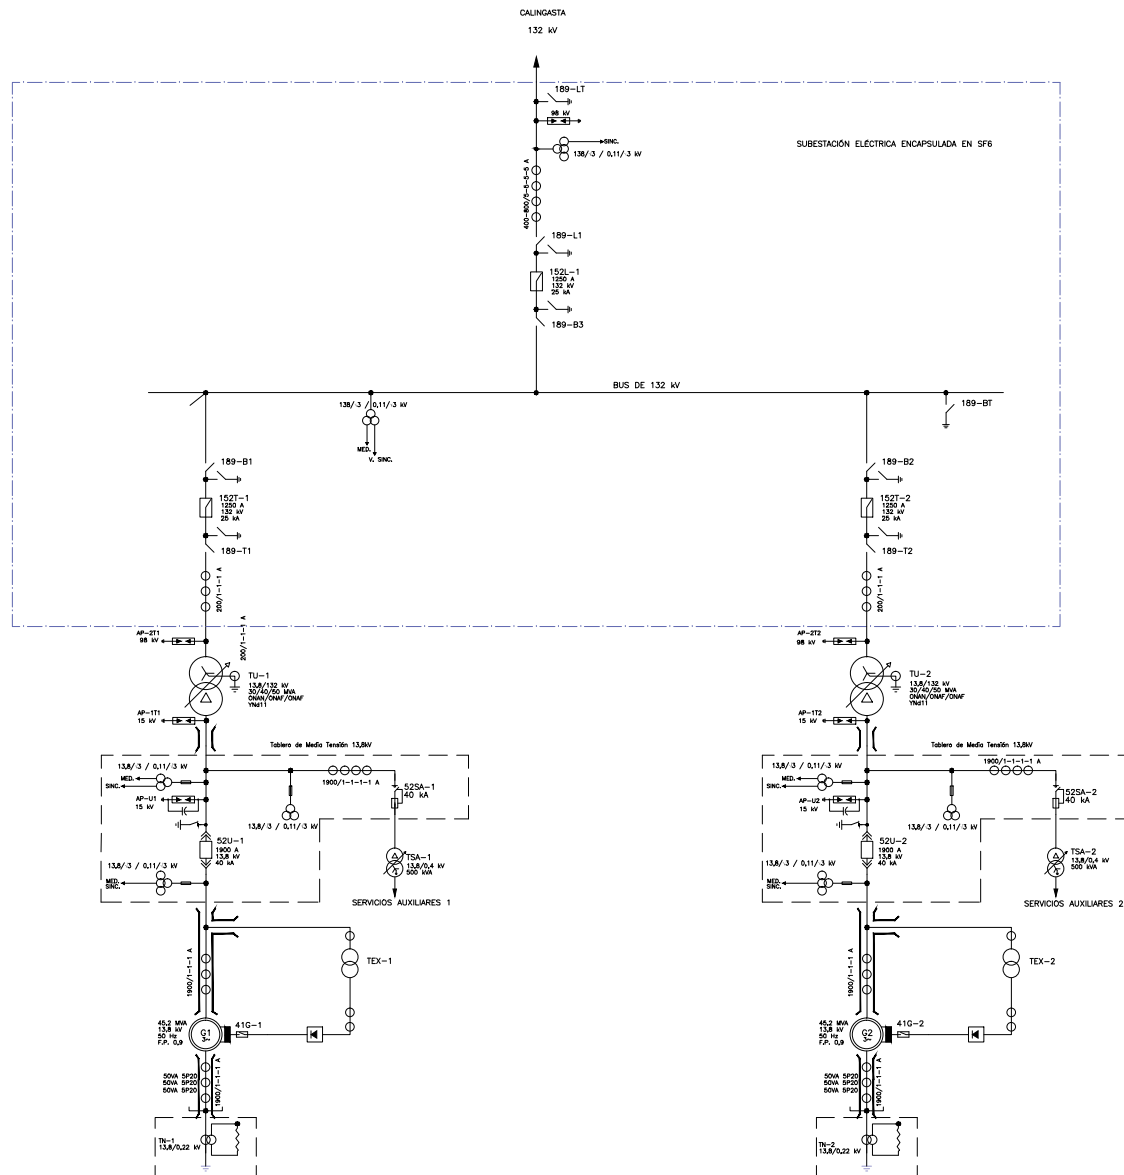 CALINGASTA
132 kV
189-LT
98 kV
SINC.
138/√3 / 0,11/√3 kV
SUBESTACIÓN ELÉCTRICA ENCAPSULADA EN SF6
400-800/5-5-5-5 A
189-L1
152L-1
1250 A
132 kV
25 kA
189-B3
BUS DE 132 kV
138/√3 / 0,11/√3 kV
MED.
V. SINC.
189-BT
189-B1
152T-1
1250 A
132 kV
25 kA
189-T1
200/1-1-1 A
189-B2
152T-2
1250 A
132 kV
25 kA
189-T2
200/1-1-1 A
AP-2T1
98 kV
200/1-1-1 A
TU-1
13,8/132 kV
30/40/50 MVA
ONAN/ONAF/ONAF
YNd11
AP-1T1
15 kV
AP-2T2
98 kV
TU-2
13,8/132 kV
30/40/50 MVA
ONAN/ONAF/ONAF
YNd11
AP-1T2
15 kV
Tablero de Media Tensión 13,8kV
13,8/√3 / 0,11/√3 kV
MED.
SINC.
1900/1-1-1-1 A
AP-U1
15 kV
52SA-1
40 kA
13,8/√3 / 0,11/√3 kV
52U-1
1900 A
13,8 kV
40 kA
13,8/√3 / 0,11/√3 kV
MED.
SINC.
TSA-1
13,8/0,4 kV
500 kVA
SERVICIOS AUXILIARES 1
Tablero de Media Tensión 13,8kV
13,8/√3 / 0,11/√3 kV
MED.
SINC.
1900/1-1-1-1 A
AP-U2
15 kV
52SA-2
40 kA
13,8/√3 / 0,11/√3 kV
52U-2
1900 A
13,8 kV
40 kA
13,8/√3 / 0,11/√3 kV
MED.
SINC.
TSA-2
13,8/0,4 kV
500 kVA
SERVICIOS AUXILIARES 2
1900/1-1-1 A
TEX-1
45,2 MVA
13,8 kV
50 Hz
F.P. 0,9
G1
3~
41G-1
50VA 5P20
50VA 5P20
50VA 5P20
1900/1-1-1 A
TN-1
13,8/0,22 kV
1900/1-1-1 A
TEX-2
45,2 MVA
13,8 kV
50 Hz
F.P. 0,9
G2
3~
41G-2
50VA 5P20
50VA 5P20
50VA 5P20
1900/1-1-1 A
TN-2
13,8/0,22 kV